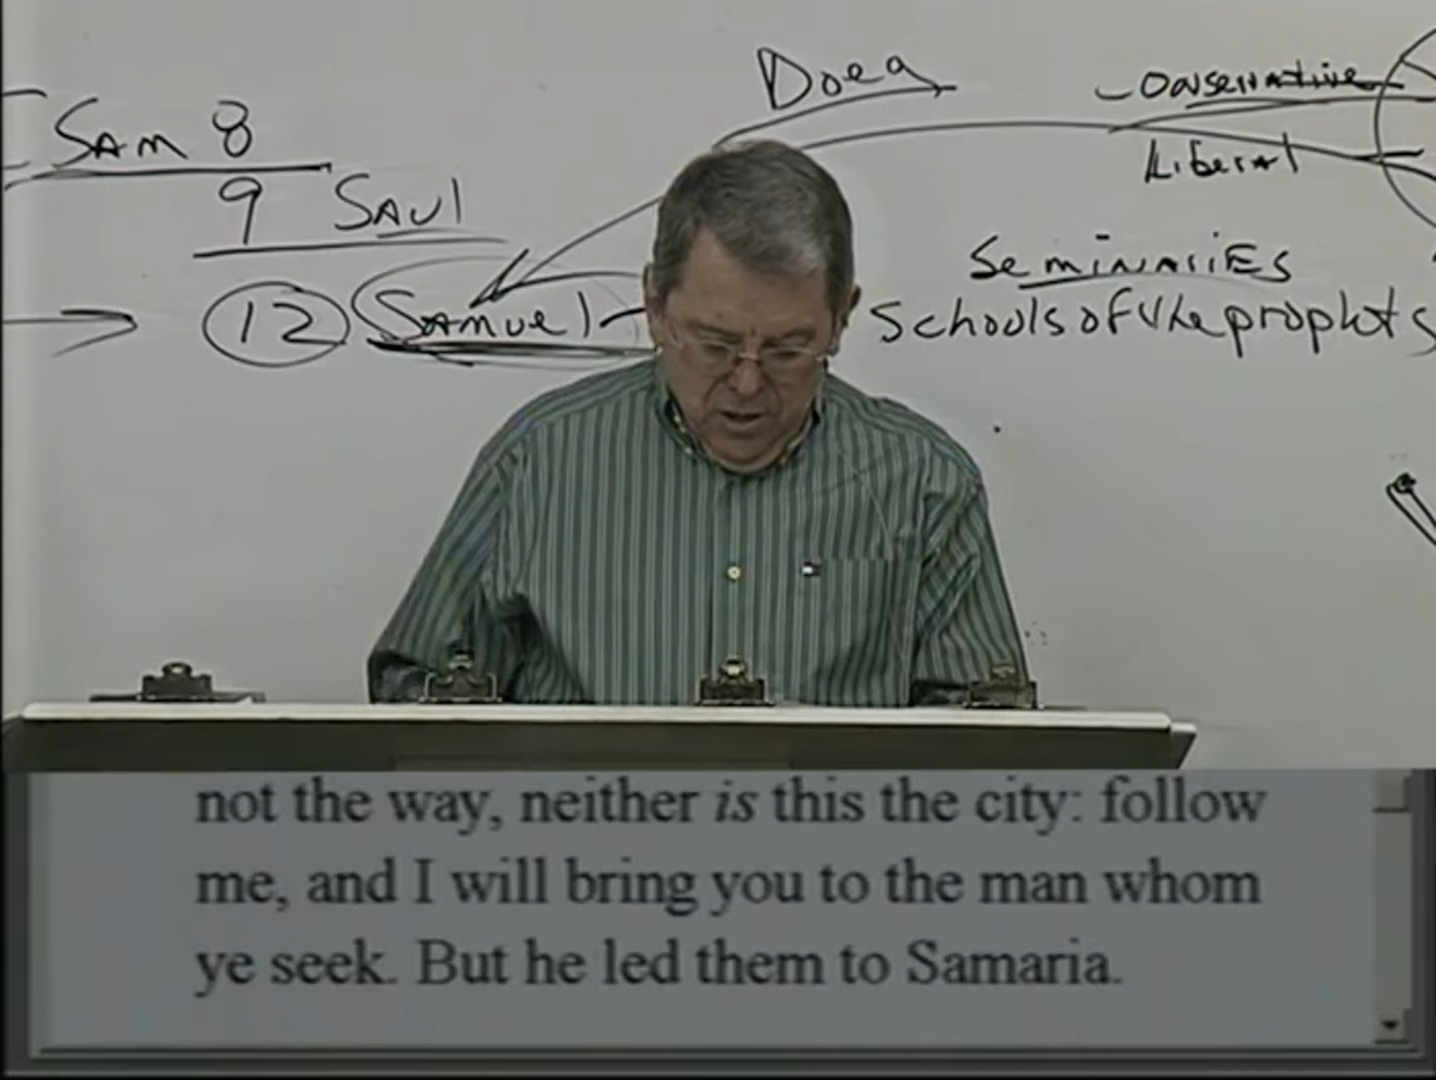 Sam 8
9 Saul
12 Samuel
Doeg
Conservative
Liberal
Seminaries
Schools of the prophets
not the way, neither is this the city: follow
me, and I will bring you to the man whom
ye seek. But he led them to Samaria.